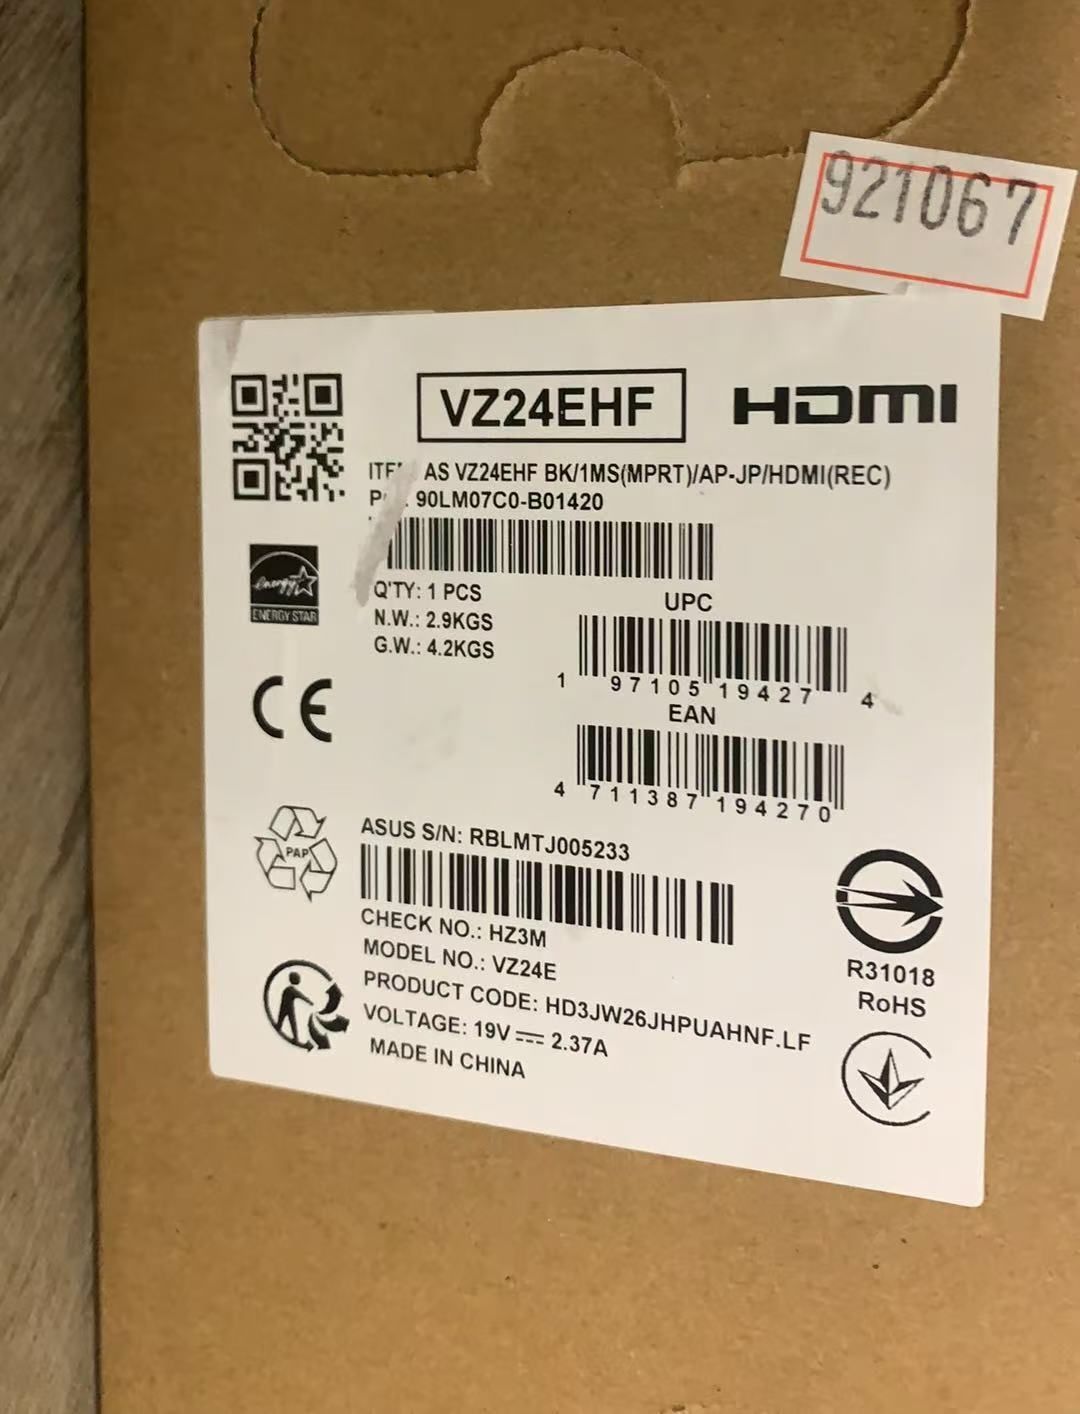 921067
VZ24EHF
HDMI
AS VZ24EHF BK/1MS(MPRT)/AP-JP/HDMI(REC)
90LM07C0-B01420
energy
ENERGY STAR
Q'TY: 1 PCS
N.W.: 2.9KGS
G.W.: 4.2KGS
UPC
1 97105 19427 4
EAN
4 711387 194270
CE
PAP
ASUS S/N: RBLMTJ005233
CHECK NO.: HZ3M
MODEL NO.: VZ24E
PRODUCT CODE: HD3JW26JHPUAHNF.LF
VOLTAGE: 19V ⎓ 2.37A
MADE IN CHINA
R31018
RoHS